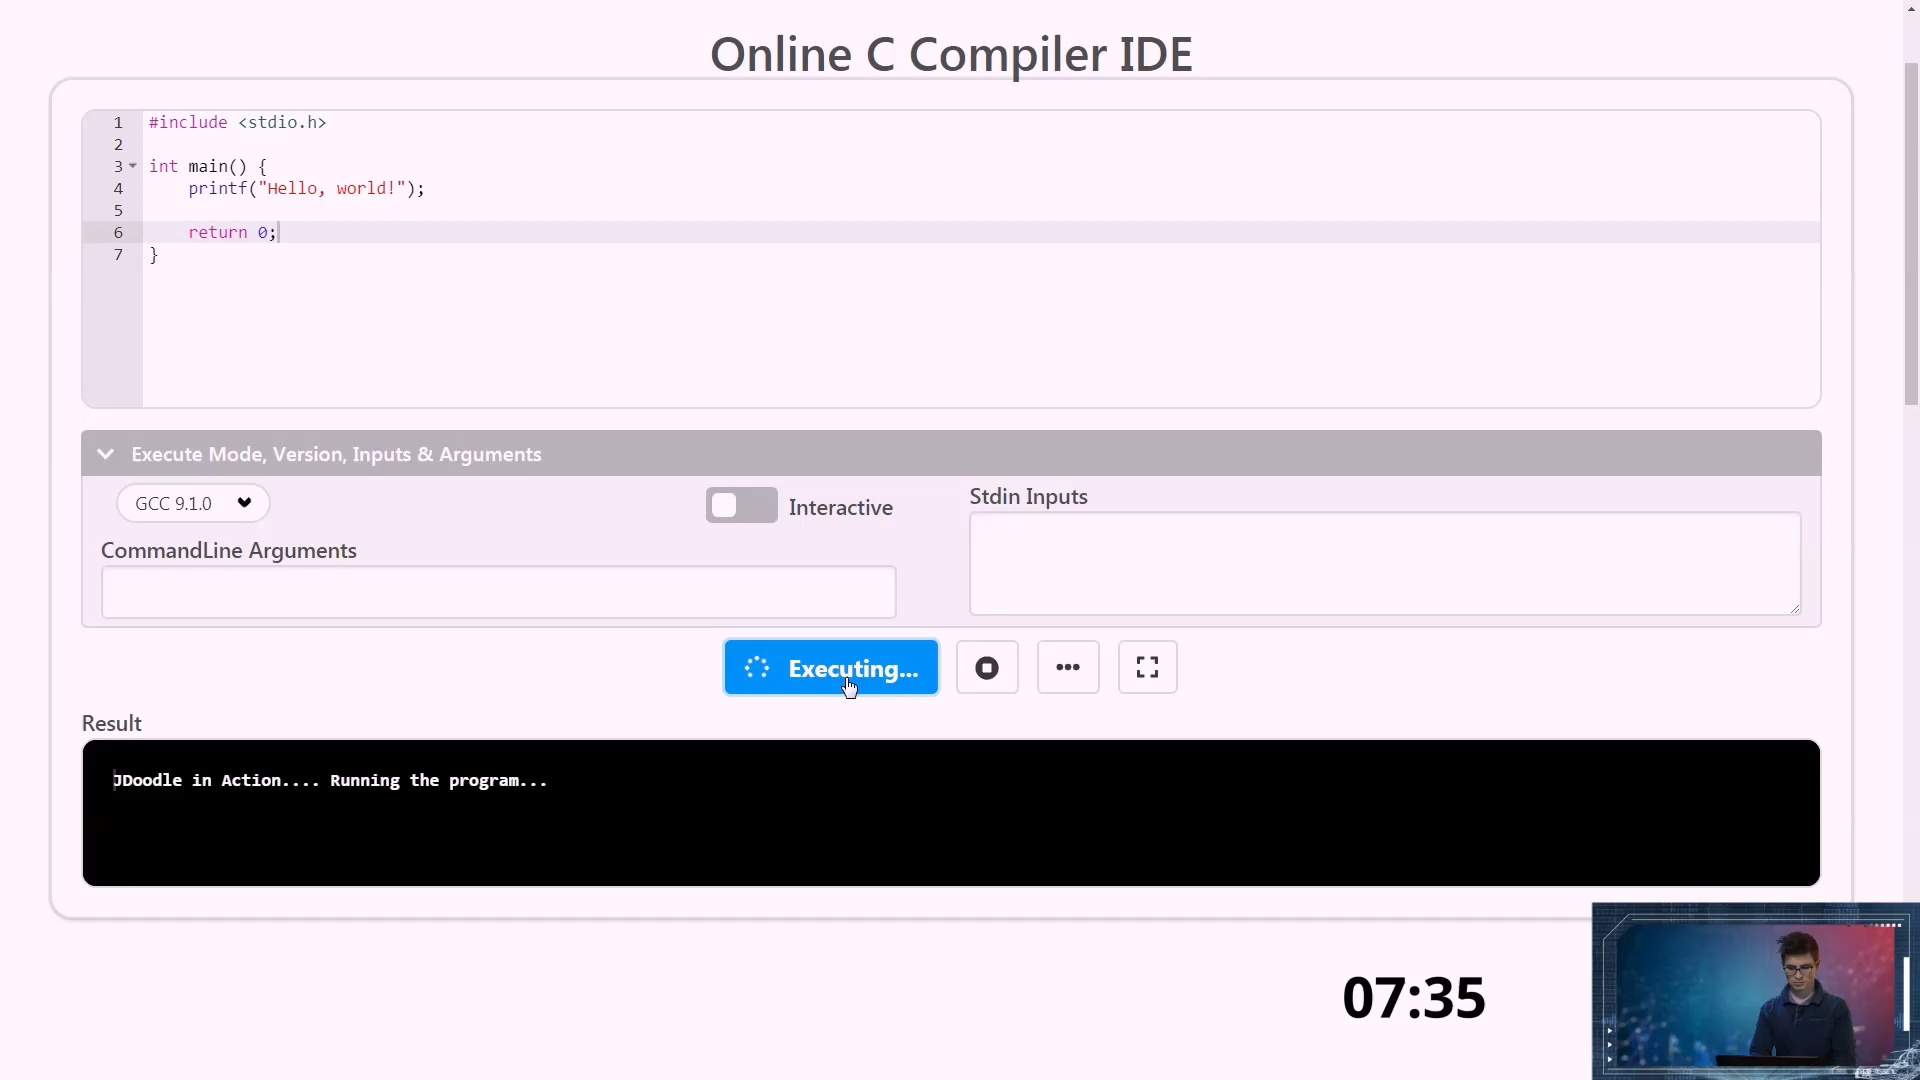 Online C Compiler IDE
1 #include <stdio.h>
2
3 int main() {
4 printf("Hello, world!");
5
6 return 0;
7 }
Execute Mode, Version, Inputs & Arguments
GCC 9.1.0
Interactive
Stdin Inputs
CommandLine Arguments
Executing...
Result
JDoodle in Action.... Running the program...
07:35